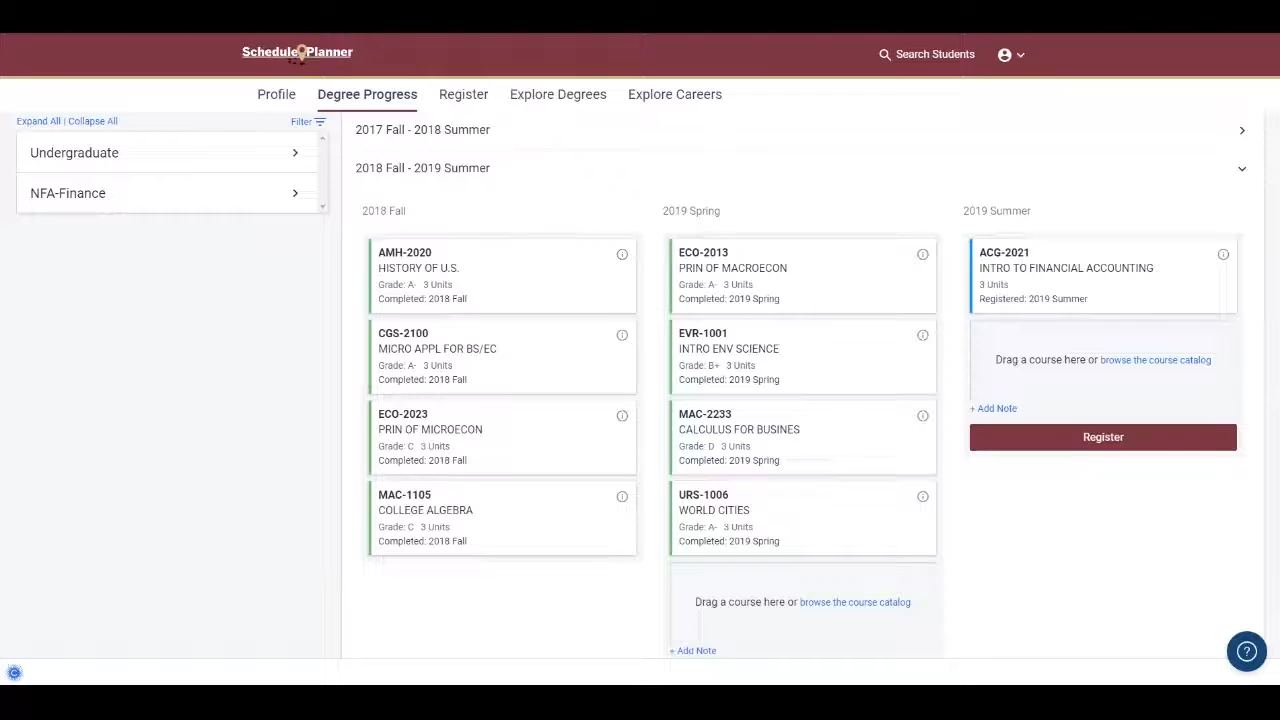 Schedule Planner
Search Students
Profile Degree Progress Register Explore Degrees Explore Careers
Expand All | Collapse All Filter
Undergraduate
NFA-Finance
2017 Fall - 2018 Summer
2018 Fall - 2019 Summer
2018 Fall
AMH-2020
HISTORY OF U.S.
Grade: A- 3 Units
Completed: 2018 Fall
CGS-2100
MICRO APPL FOR BS/EC
Grade: A- 3 Units
Completed: 2018 Fall
ECO-2023
PRIN OF MICROECON
Grade: C 3 Units
Completed: 2018 Fall
MAC-1105
COLLEGE ALGEBRA
Grade: C 3 Units
Completed: 2018 Fall
2019 Spring
ECO-2013
PRIN OF MACROECON
Grade: A- 3 Units
Completed: 2019 Spring
EVR-1001
INTRO ENV SCIENCE
Grade: B+ 3 Units
Completed: 2019 Spring
MAC-2233
CALCULUS FOR BUSINES
Grade: D 3 Units
Completed: 2019 Spring
URS-1006
WORLD CITIES
Grade: A- 3 Units
Completed: 2019 Spring
Drag a course here or browse the course catalog
+ Add Note
2019 Summer
ACG-2021
INTRO TO FINANCIAL ACCOUNTING
3 Units
Registered: 2019 Summer
Drag a course here or browse the course catalog
+ Add Note
Register